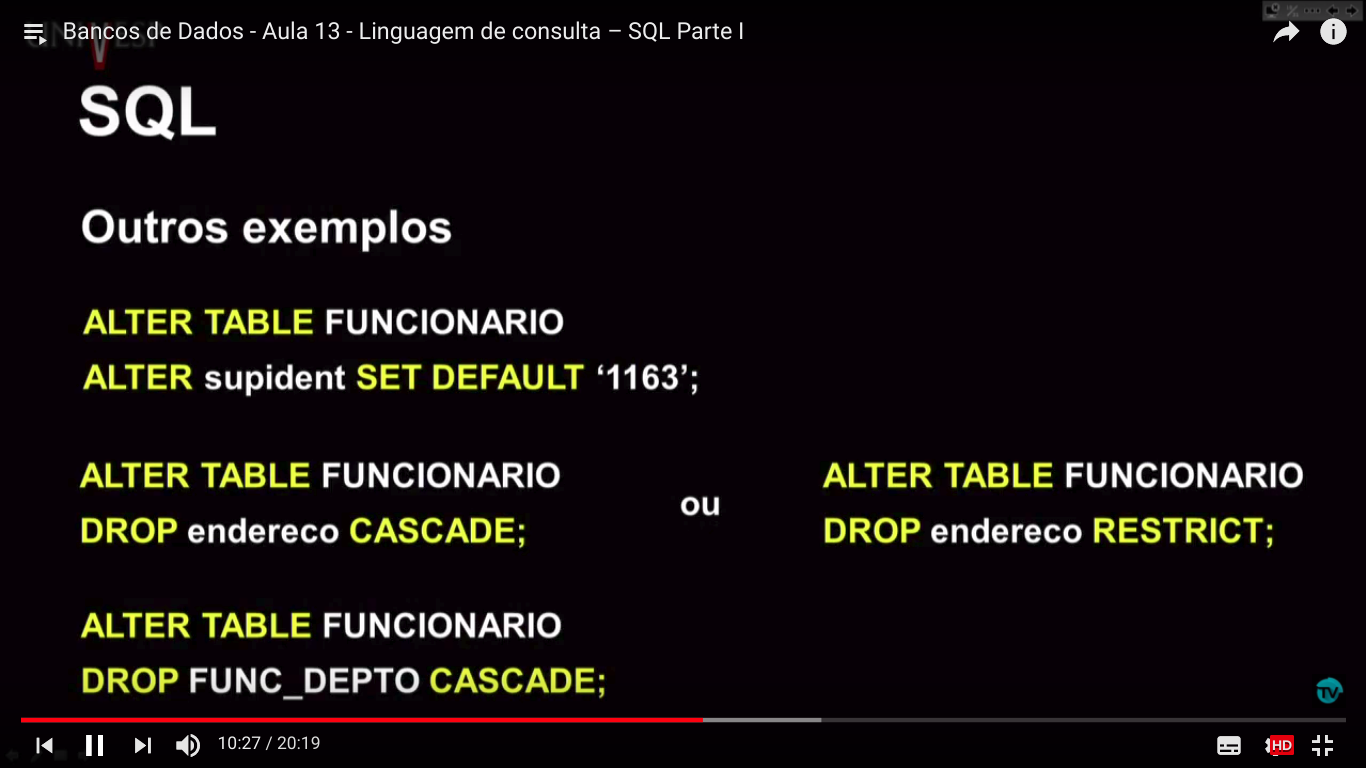 Bancos de Dados - Aula 13 - Linguagem de consulta – SQL Parte I
SQL
Outros exemplos
ALTER TABLE FUNCIONARIO
ALTER supident SET DEFAULT ‘1163’;
ALTER TABLE FUNCIONARIO
DROP endereco CASCADE;
ou
ALTER TABLE FUNCIONARIO
DROP endereco RESTRICT;
ALTER TABLE FUNCIONARIO
DROP FUNC_DEPTO CASCADE;
TV
10:27 / 20:19
HD